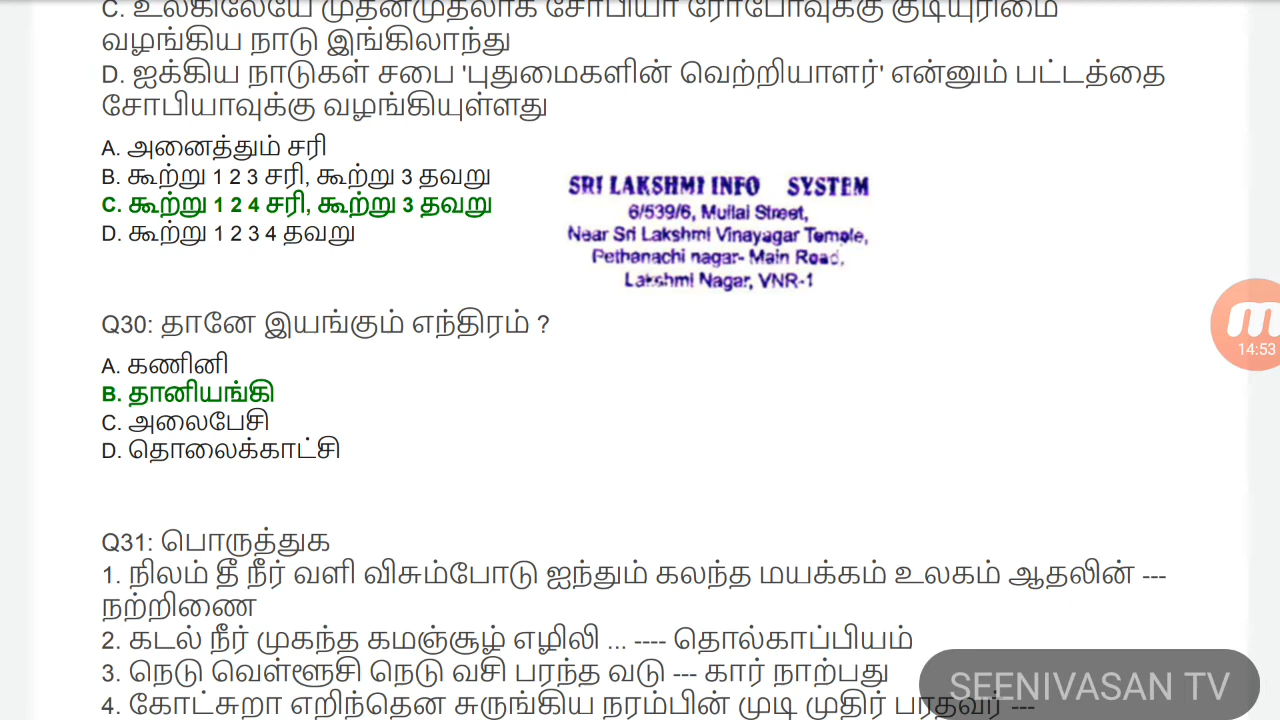 C. உலகிலேயே முதன்முதலாக சோபியா ரோபோவுக்கு குடியுரிமை
வழங்கிய நாடு இங்கிலாந்து
D. ஐக்கிய நாடுகள் சபை 'புதுமைகளின் வெற்றியாளர்' என்னும் பட்டத்தை
சோபியாவுக்கு வழங்கியுள்ளது
A. அனைத்தும் சரி
B. கூற்று 1 2 3 சரி, கூற்று 3 தவறு
C. கூற்று 1 2 4 சரி, கூற்று 3 தவறு
D. கூற்று 1 2 3 4 தவறு
SRI LAKSHMI INFO SYSTEM
6/539/6, Mullai Street,
Near Sri Lakshmi Vinayagar Temple,
Pethanachi nagar- Main Road,
Lakshmi Nagar, VNR-1
Q30: தானே இயங்கும் எந்திரம் ?
A. கணினி
B. தானியங்கி
C. அலைபேசி
D. தொலைக்காட்சி
14:53
Q31: பொருத்துக
1. நிலம் தீ நீர் வளி விசும்போடு ஐந்தும் கலந்த மயக்கம் உலகம் ஆதலின் ---
நற்றிணை
2. கடல் நீர் முகந்த கமஞ்சூழ் எழிலி ... ---- தொல்காப்பியம்
3. நெடு வெள்ளூசி நெடு வசி பரந்த வடு --- கார் நாற்பது
4. கோட்சுறா எறிந்தென சுருங்கிய நரம்பின் முடி முதிர் பரதவர் ---
SEENIVASAN TV